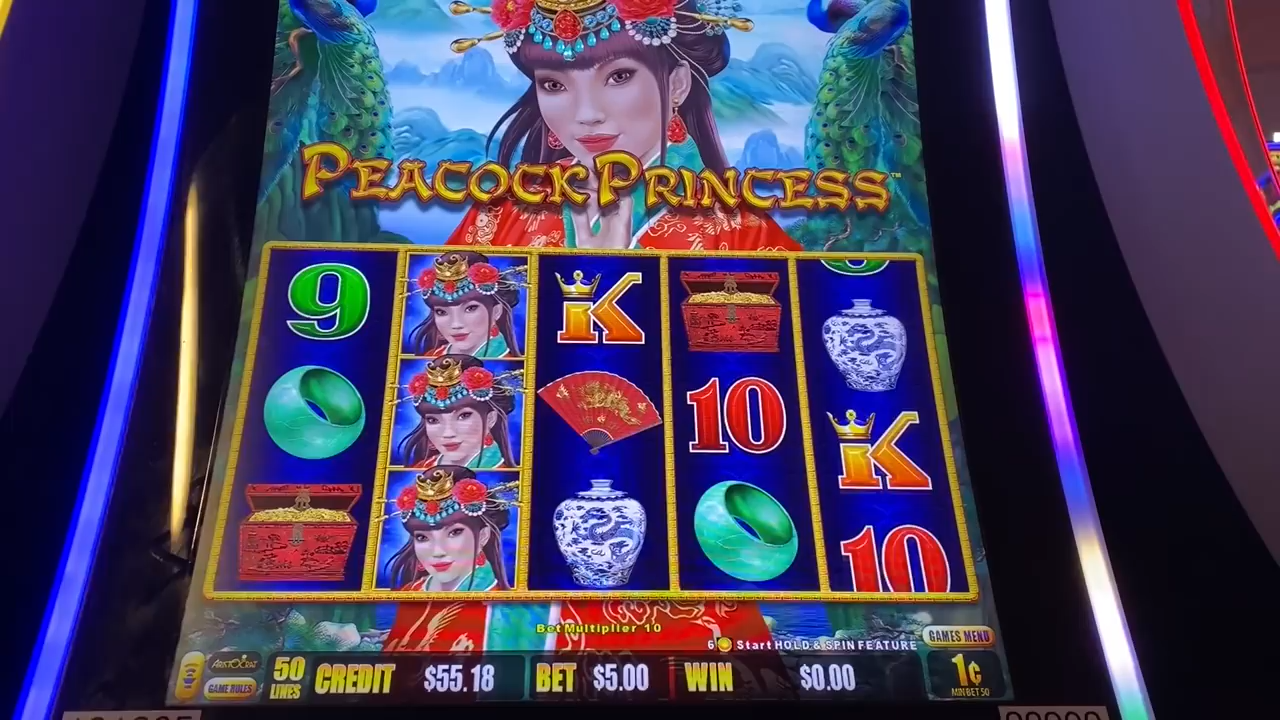 PEACOCK PRINCESS™
9
K
10
K
10
Bet Multiplier 10
6 Start HOLD & SPIN FEATURE
GAMES MENU
ARISTOCRAT
GAME RULES
50 LINES
CREDIT $55.18
BET $5.00
WIN $0.00
1¢
MIN BET 50